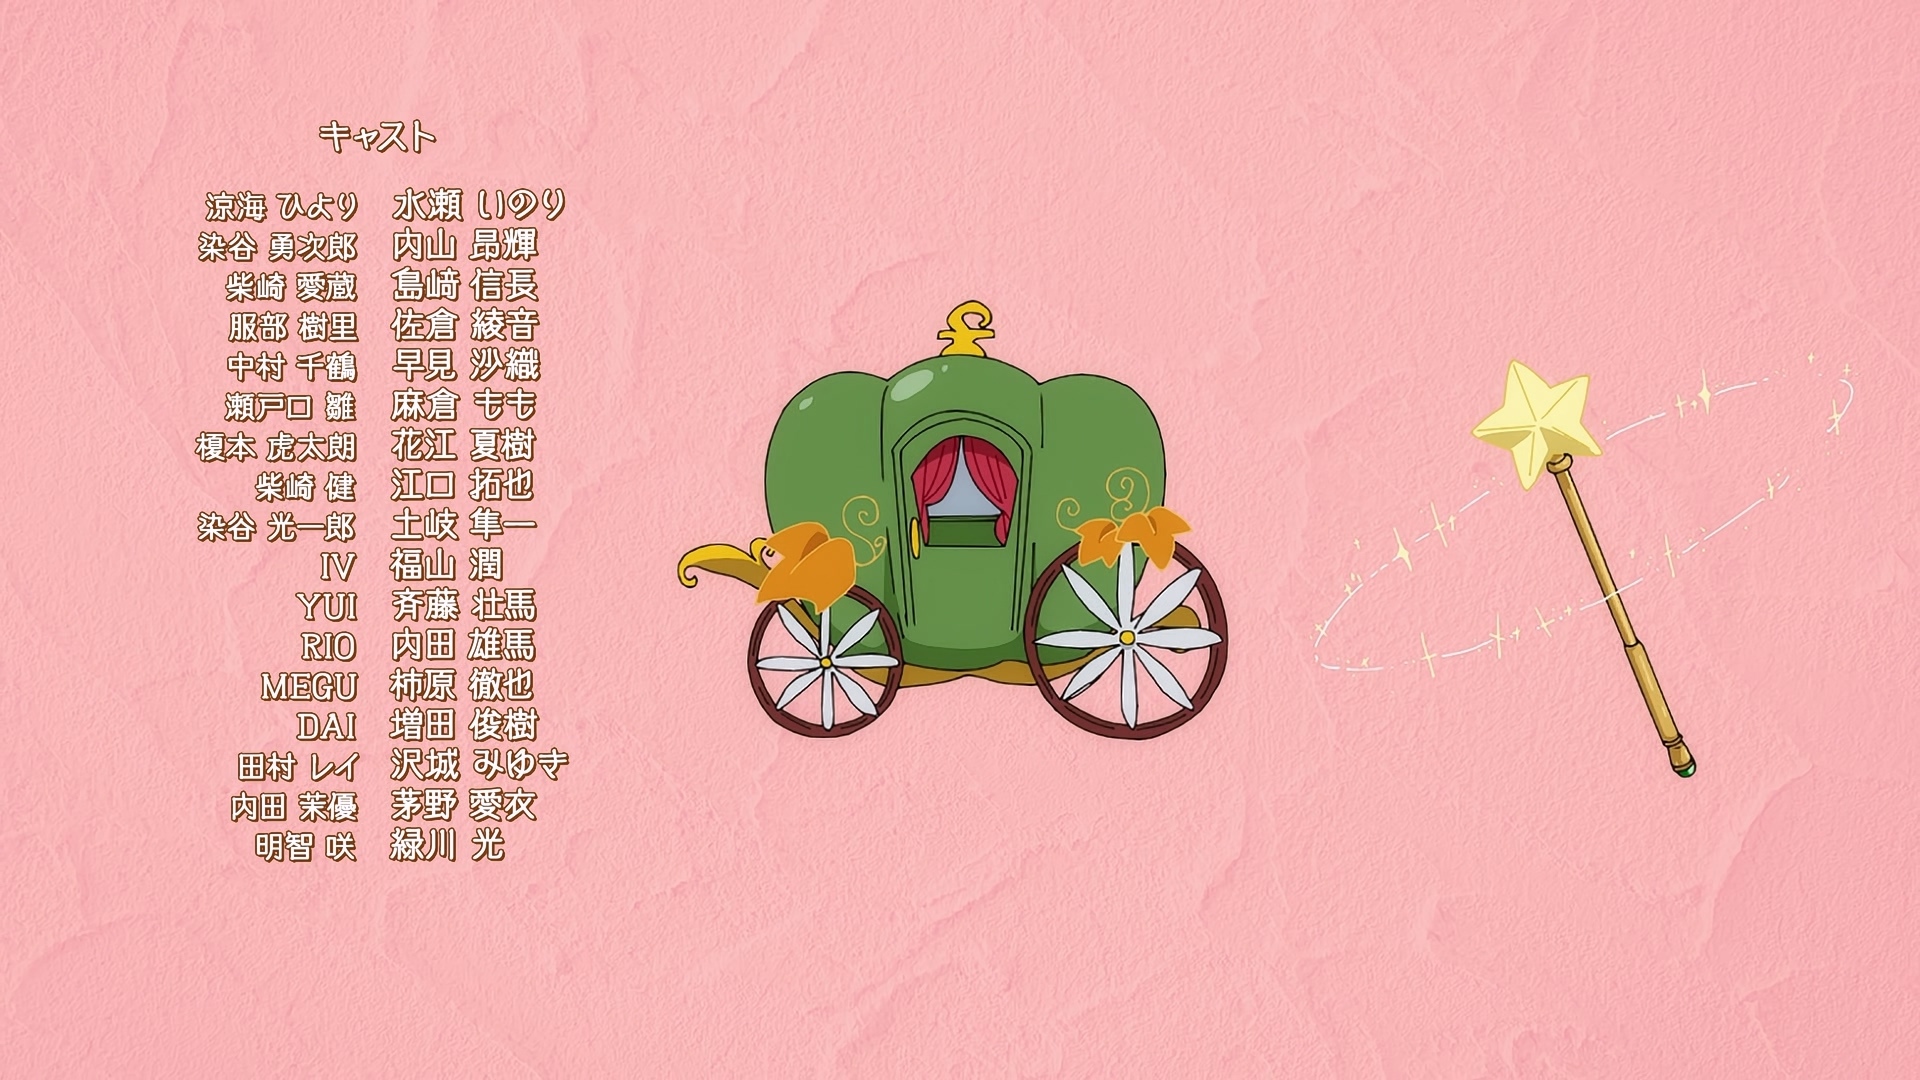 キャスト
涼海 ひより 水瀬 いのり
染谷 勇次郎 内山 昂輝
柴崎 愛蔵 島﨑 信長
服部 樹里 佐倉 綾音
中村 千鶴 早見 沙織
瀬戸口 雛 麻倉 もも
榎本 虎太朗 花江 夏樹
柴崎 健 江口 拓也
染谷 光一郎 土岐 隼一
IV 福山 潤
YUI 斉藤 壮馬
RIO 内田 雄馬
MEGU 柿原 徹也
DAI 増田 俊樹
田村 レイ 沢城 みゆき
内田 茉優 茅野 愛衣
明智 咲 緑川 光